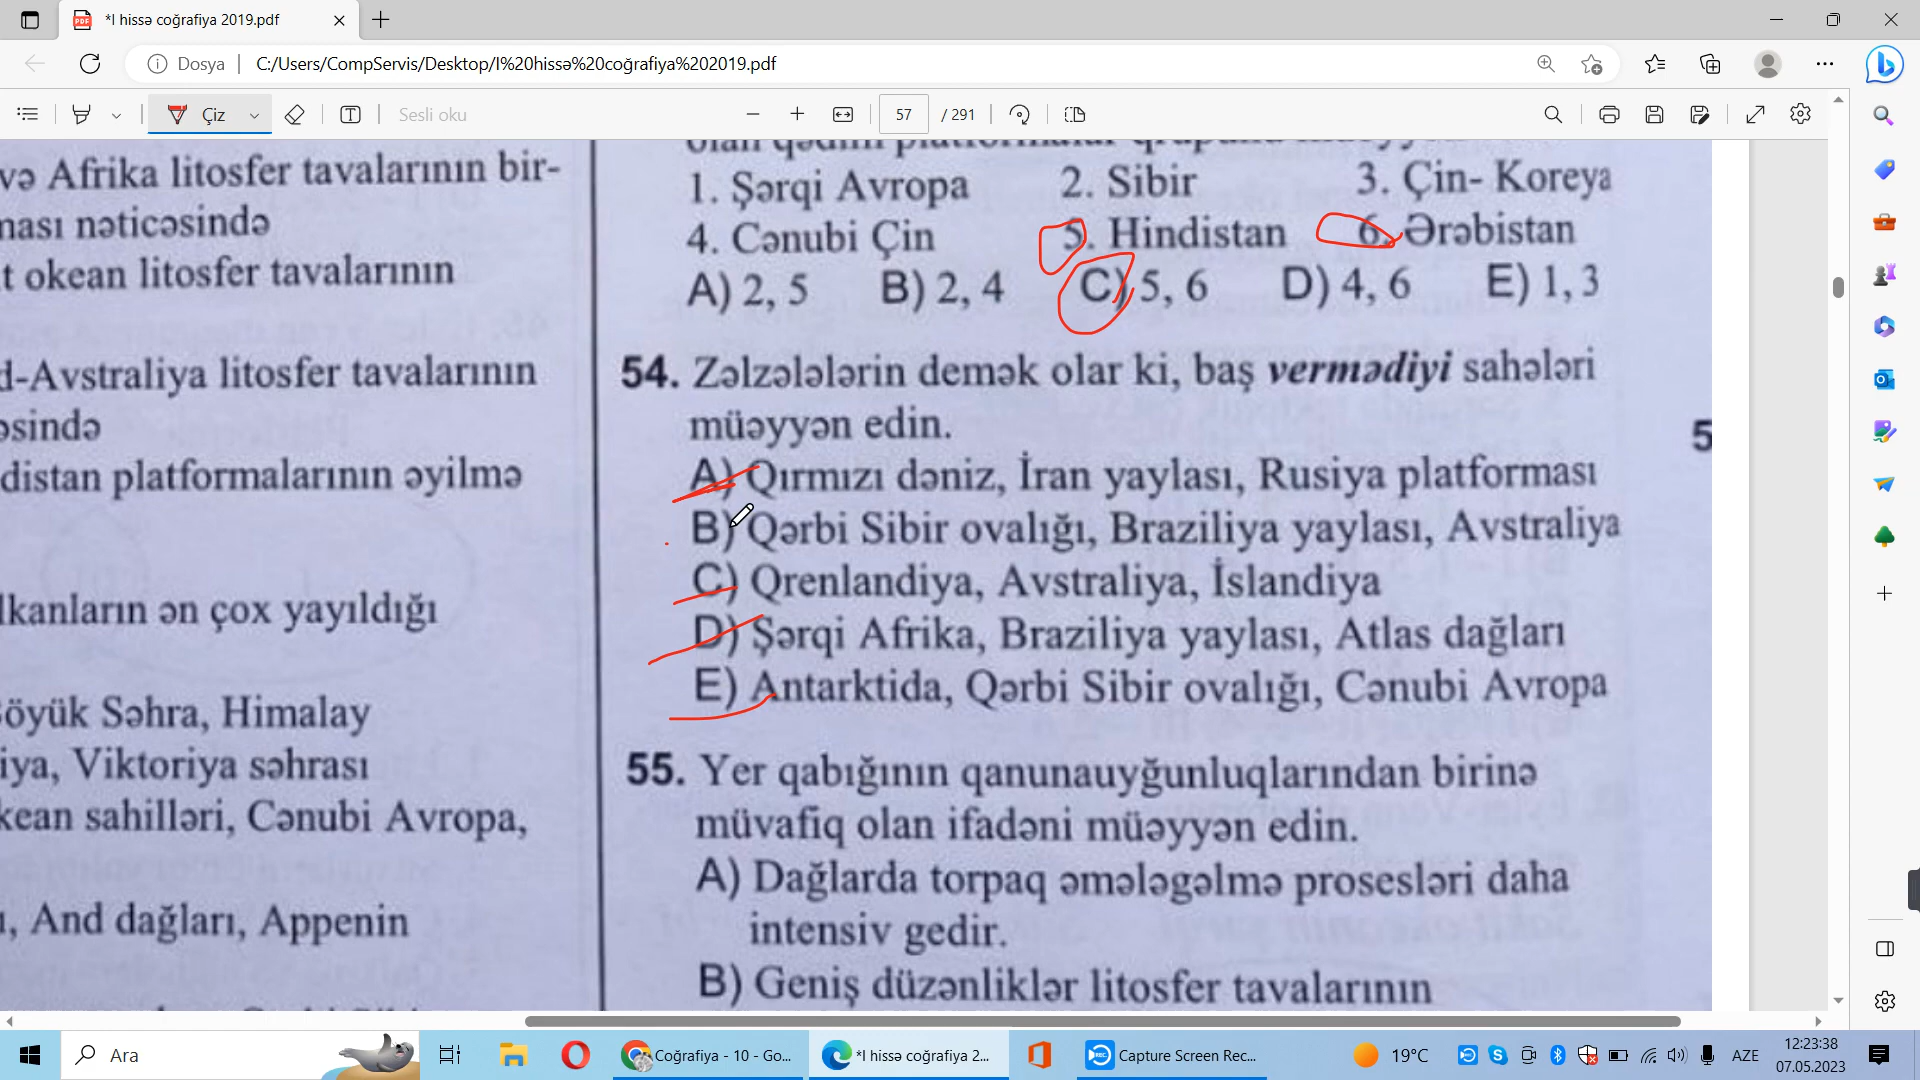 *I hissə coğrafiya 2019.pdf
Dosya
C:/Users/CompServis/Desktop/I%20hissə%20coğrafiya%202019.pdf
Çiz
Sesli oku
57 / 291
və Afrika litosfer tavalarının bir-
ması nəticəsində
t okean litosfer tavalarının
d-Avstraliya litosfer tavalarının
əsində
distan platformalarının əyilmə
lkanların ən çox yayıldığı
öyük Səhra, Himalay
iya, Viktoriya səhrası
kean sahilləri, Cənubi Avropa,
ı, And dağları, Appenin
1. Şərqi Avropa 2. Sibir 3. Çin- Koreya
4. Cənubi Çin 5. Hindistan 6. Ərəbistan
A) 2, 5 B) 2, 4 C) 5, 6 D) 4, 6 E) 1, 3
54. Zəlzələlərin demək olar ki, baş vermədiyi sahələri
müəyyən edin.
A) Qırmızı dəniz, İran yaylası, Rusiya platforması
B) Qərbi Sibir ovalığı, Braziliya yaylası, Avstraliya
C) Qrenlandiya, Avstraliya, İslandiya
D) Şərqi Afrika, Braziliya yaylası, Atlas dağları
E) Antarktida, Qərbi Sibir ovalığı, Cənubi Avropa
55. Yer qabığının qanunauyğunluqlarından birinə
müvafiq olan ifadəni müəyyən edin.
A) Dağlarda torpaq əmələgəlmə prosesləri daha
intensiv gedir.
B) Geniş düzənliklər litosfer tavalarının
5
Ara
Coğrafiya - 10 - Go...
*I hissə coğrafiya 2...
Capture Screen Rec...
19°C
AZE
12:23:38
07.05.2023